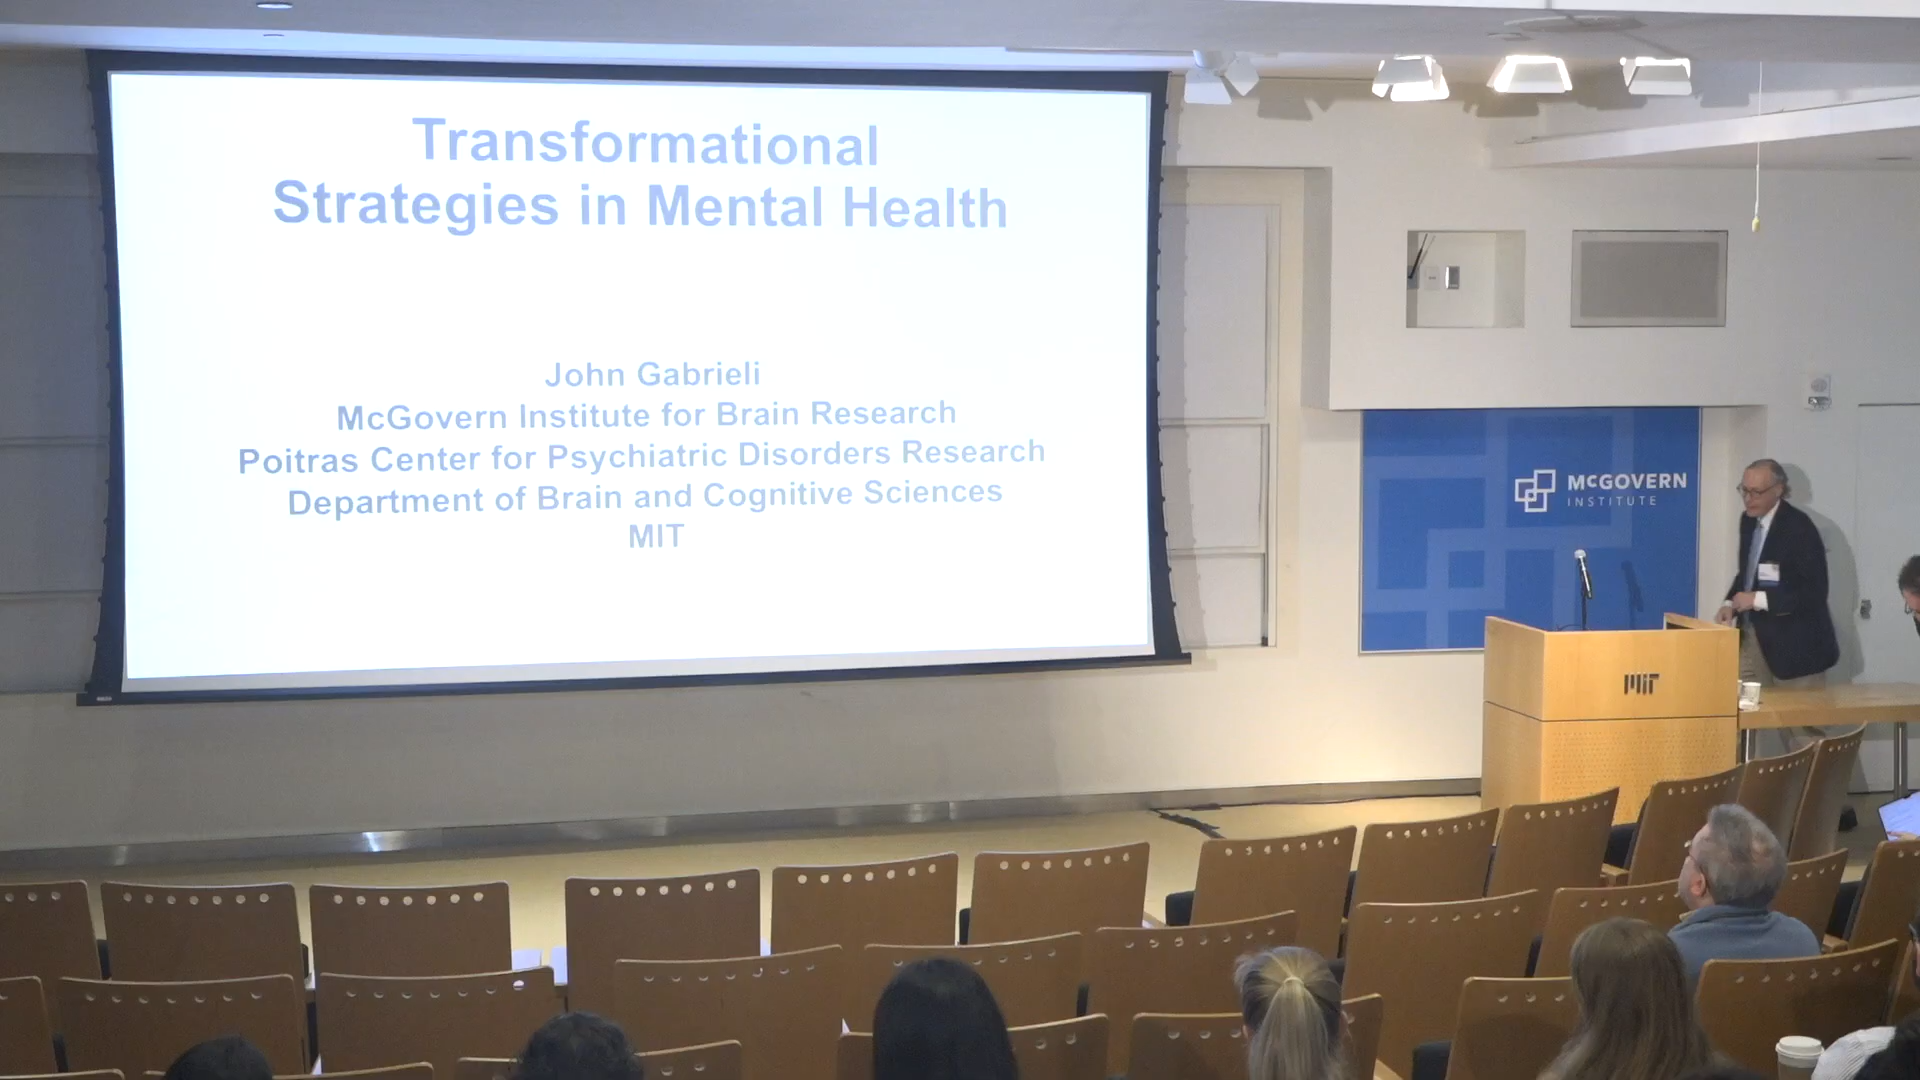 Transformational
Strategies in Mental Health
John Gabrieli
McGovern Institute for Brain Research
Poitras Center for Psychiatric Disorders Research
Department of Brain and Cognitive Sciences
MIT
McGOVERN
INSTITUTE
MIT